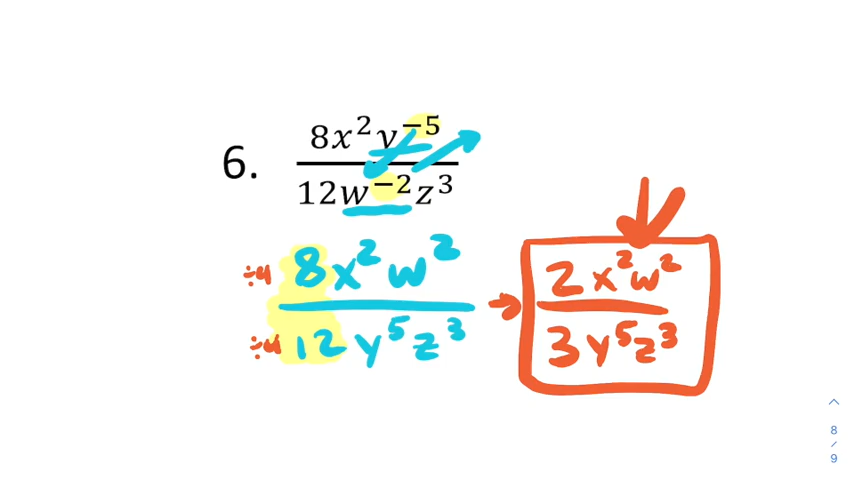 6. 8x²y⁻⁵
12w⁻²z³
÷4 8x²w²
÷4 12y⁵z³
→ 2x²w²
3y⁵z³
8
/
9